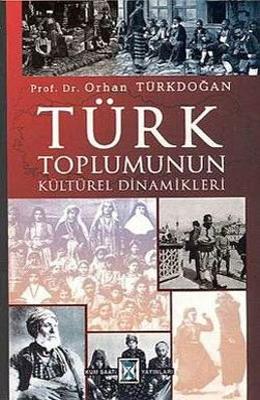 Prof. Dr. Orhan TÜRKDOĞAN
TÜRK
TOPLUMUNUN
KÜLTÜREL DİNAMİKLERİ
KUM SAATİ YAYINLARI